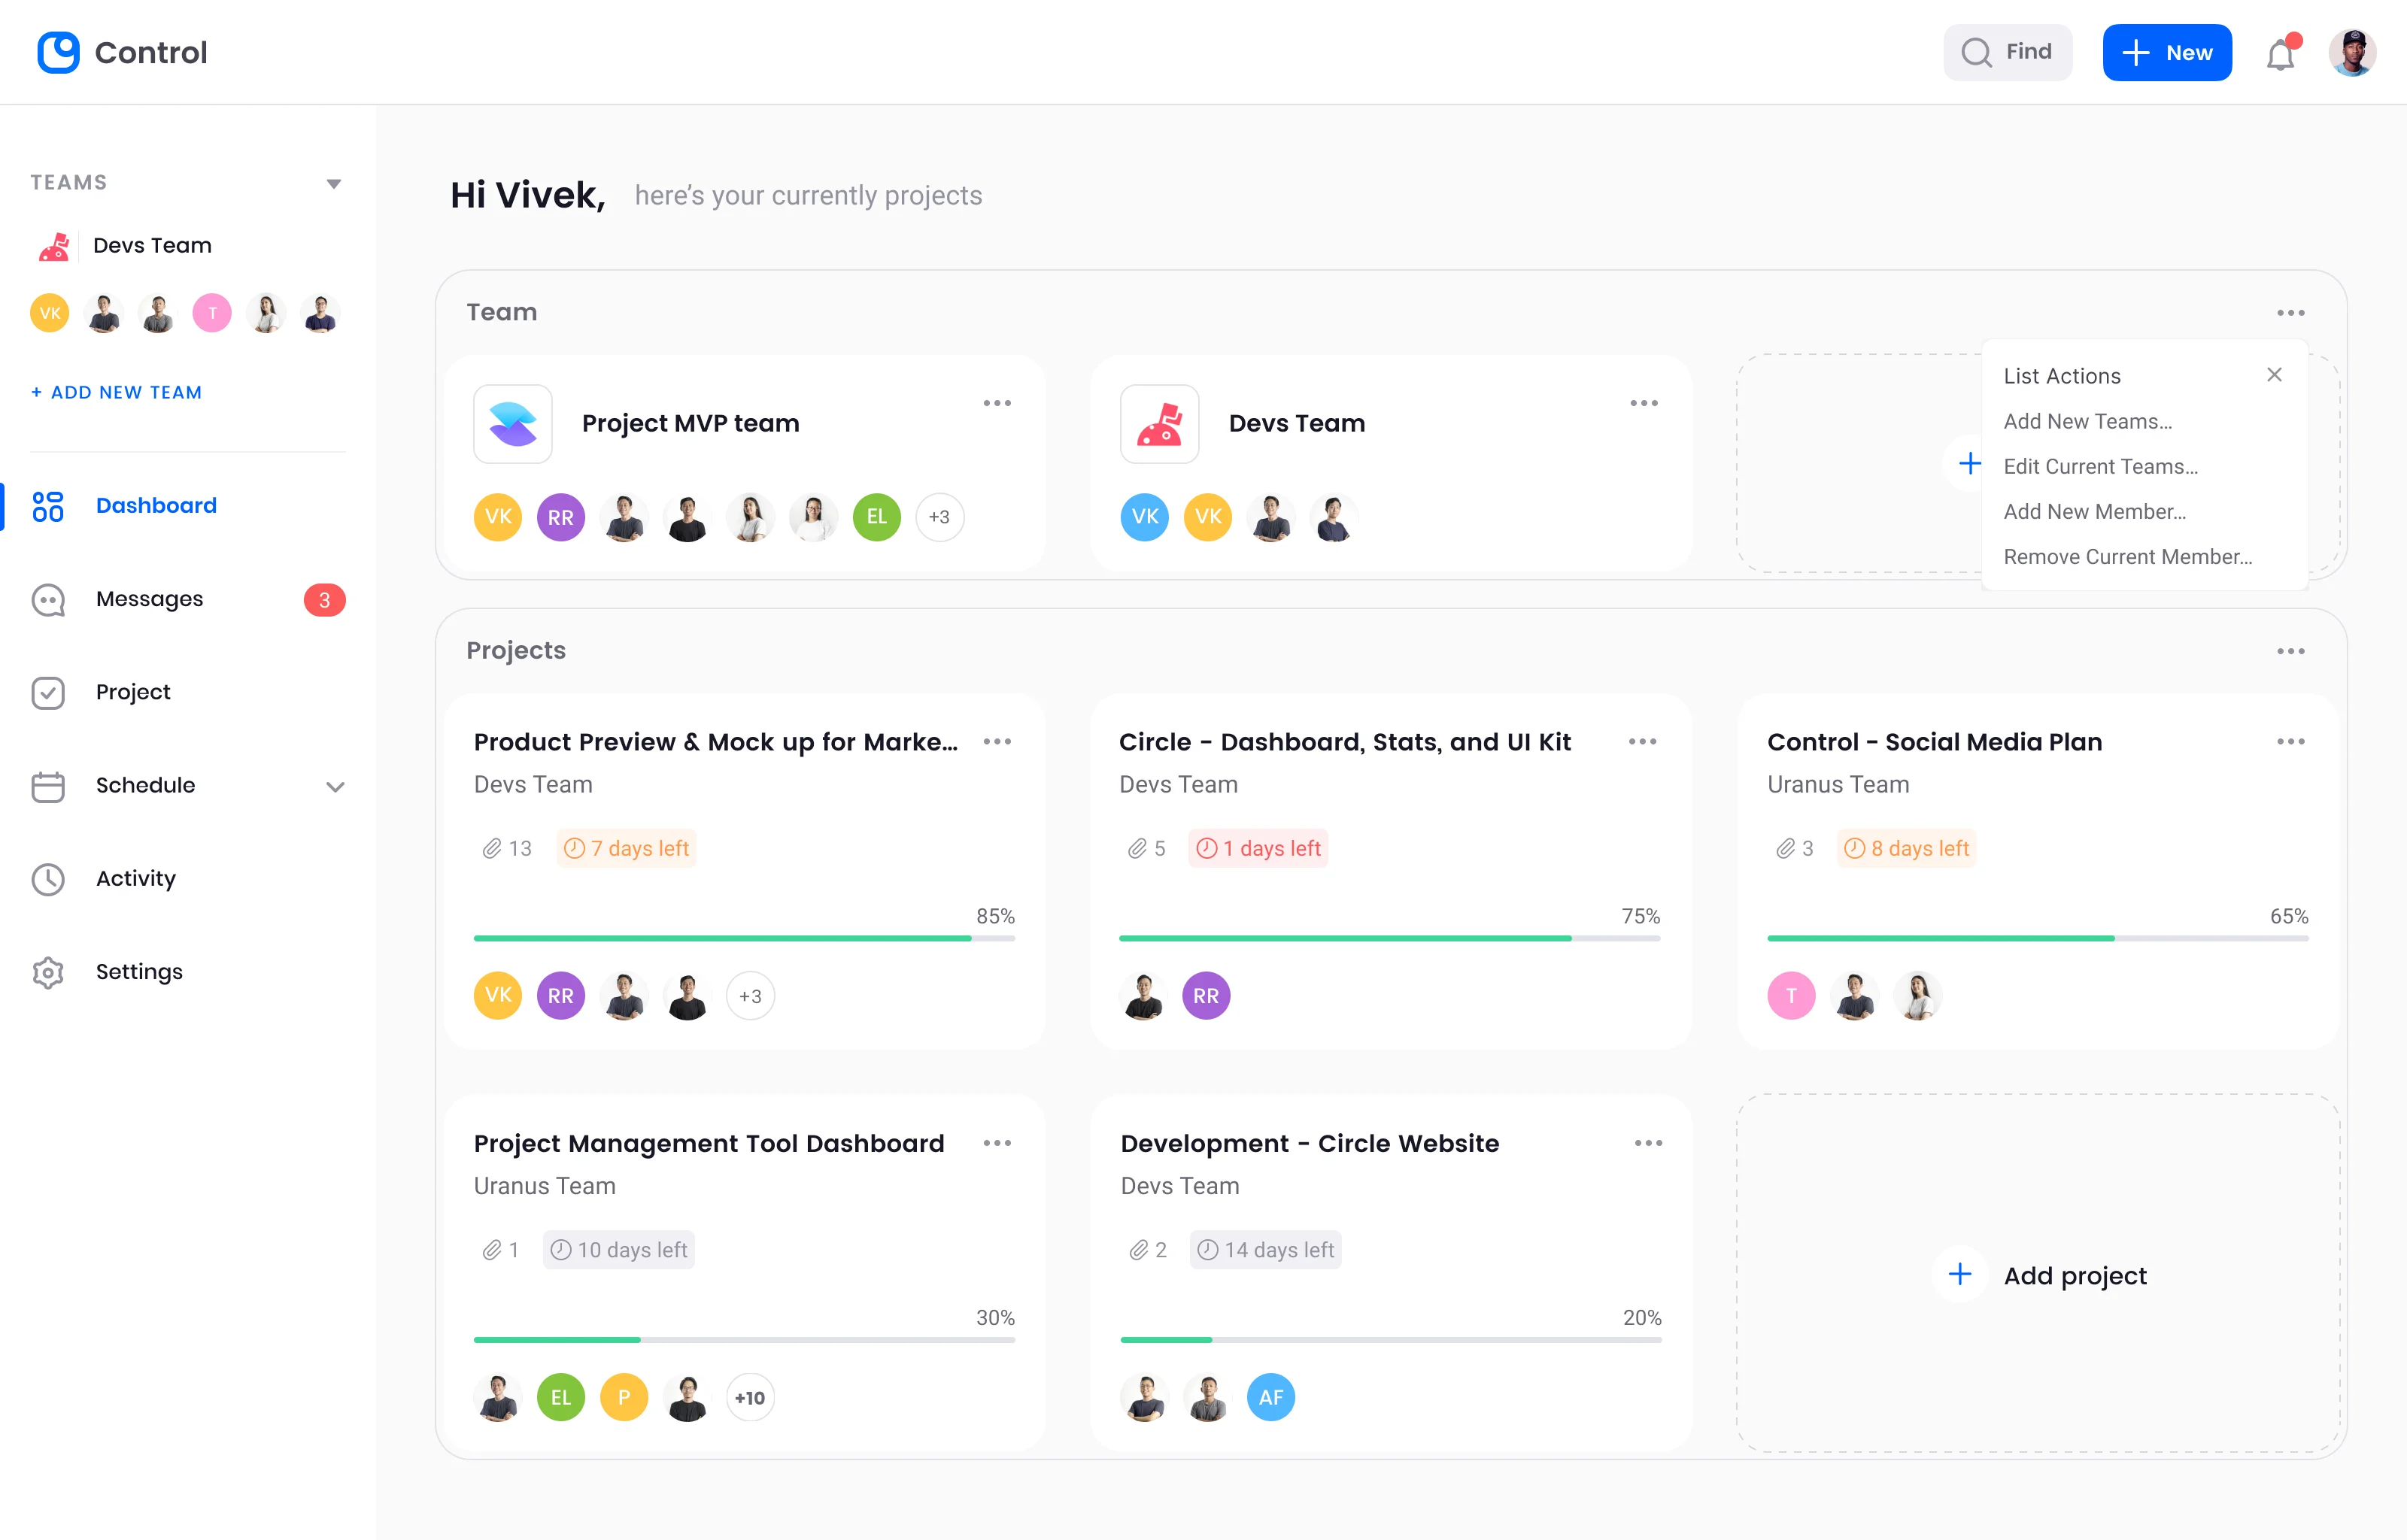 Control
Find
New
TEAMS
Devs Team
VK
T
+ ADD NEW TEAM
Dashboard
Messages
3
Project
Schedule
Activity
Settings
Hi Vivek,
here’s your currently projects
Team
Project MVP team
VK
RR
EL
+3
Devs Team
VK
VK
List Actions
Add New Teams...
Edit Current Teams...
Add New Member...
Remove Current Member...
Projects
Product Preview & Mock up for Marke...
Devs Team
13
7 days left
85%
VK
RR
+3
Circle - Dashboard, Stats, and UI Kit
Devs Team
5
1 days left
75%
RR
Control - Social Media Plan
Uranus Team
3
8 days left
65%
T
Project Management Tool Dashboard
Uranus Team
1
10 days left
30%
EL
P
+10
Development - Circle Website
Devs Team
2
14 days left
20%
AF
Add project